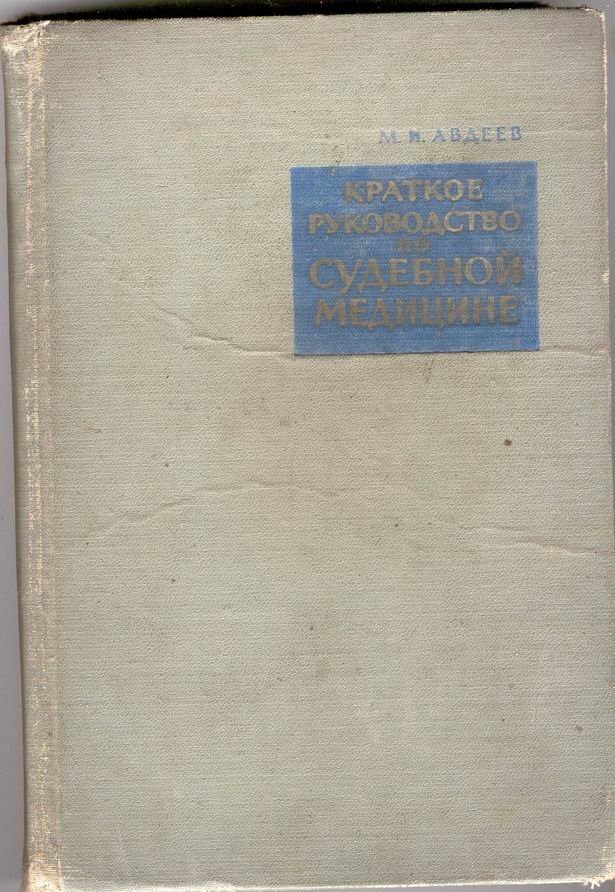 М. И. АВДЕЕВ
КРАТКОЕ
РУКОВОДСТВО
ПО
СУДЕБНОЙ
МЕДИЦИНЕ